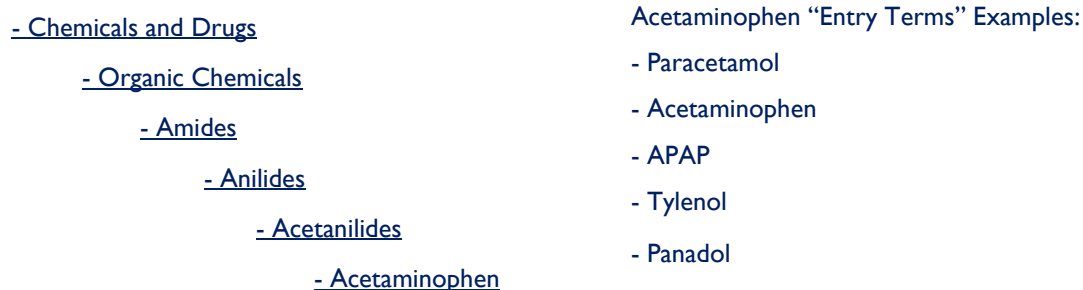 - Chemicals and Drugs
- Organic Chemicals
- Amides
- Anilides
- Acetanilides
- Acetaminophen
Acetaminophen “Entry Terms” Examples:
- Paracetamol
- Acetaminophen
- APAP
- Tylenol
- Panadol